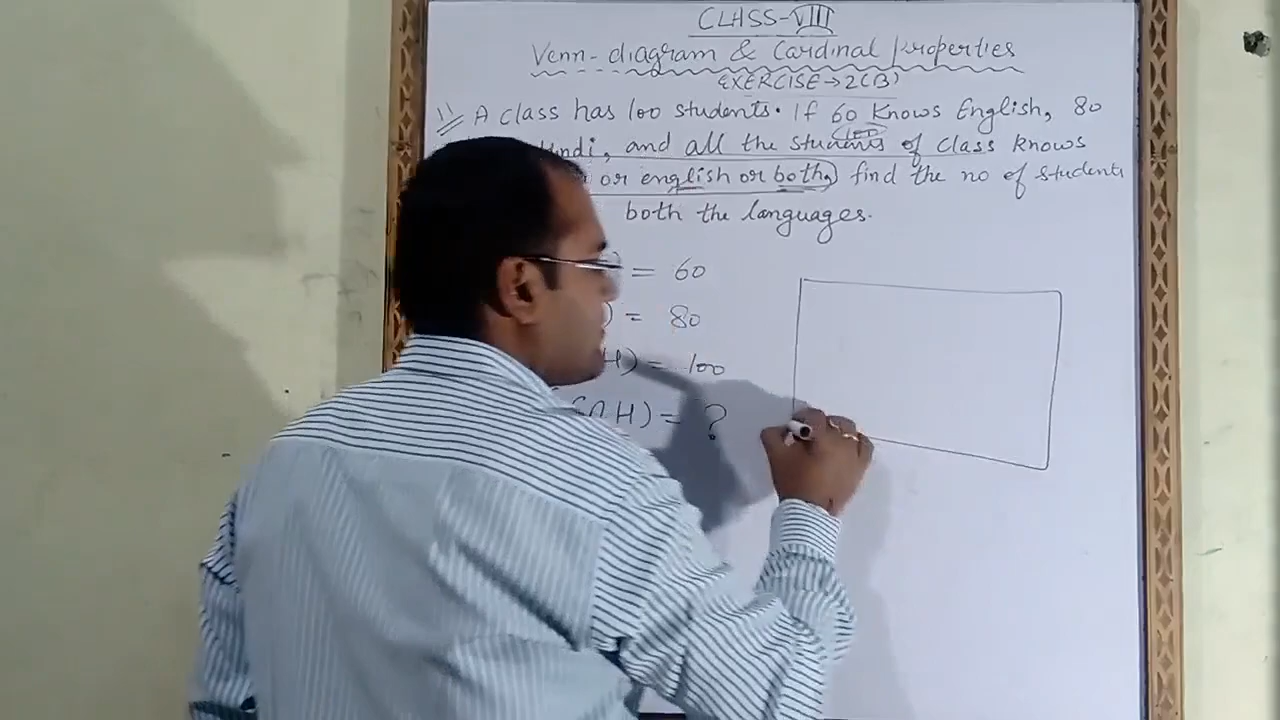 CLASS-VIII
Venn-diagram & Cardinal properties
EXERCISE→2(B)
1) A class has 100 students. If 60 Knows English, 80
and all the students of class knows
100
or english or both, find the no of students
both the languages.
= 60
) = 80
H) = 100
∩ H) = ?